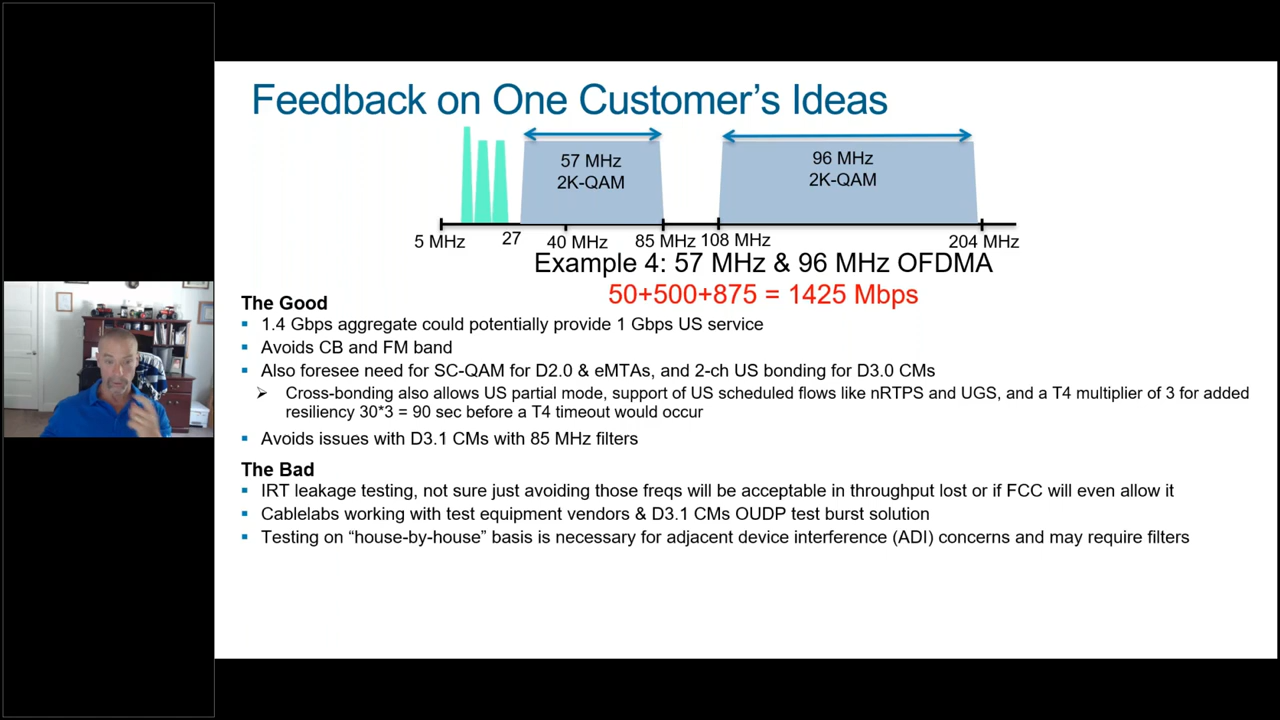 Feedback on One Customer's Ideas
57 MHz
2K-QAM
96 MHz
2K-QAM
5 MHz
27
40 MHz
85 MHz
108 MHz
204 MHz
Example 4: 57 MHz & 96 MHz OFDMA
50+500+875 = 1425 Mbps
The Good
1.4 Gbps aggregate could potentially provide 1 Gbps US service
Avoids CB and FM band
Also foresee need for SC-QAM for D2.0 & eMTAs, and 2-ch US bonding for D3.0 CMs
Cross-bonding also allows US partial mode, support of US scheduled flows like nRTPS and UGS, and a T4 multiplier of 3 for added
resiliency 30*3 = 90 sec before a T4 timeout would occur
Avoids issues with D3.1 CMs with 85 MHz filters
The Bad
IRT leakage testing, not sure just avoiding those freqs will be acceptable in throughput lost or if FCC will even allow it
Cablelabs working with test equipment vendors & D3.1 CMs OUDP test burst solution
Testing on “house-by-house” basis is necessary for adjacent device interference (ADI) concerns and may require filters